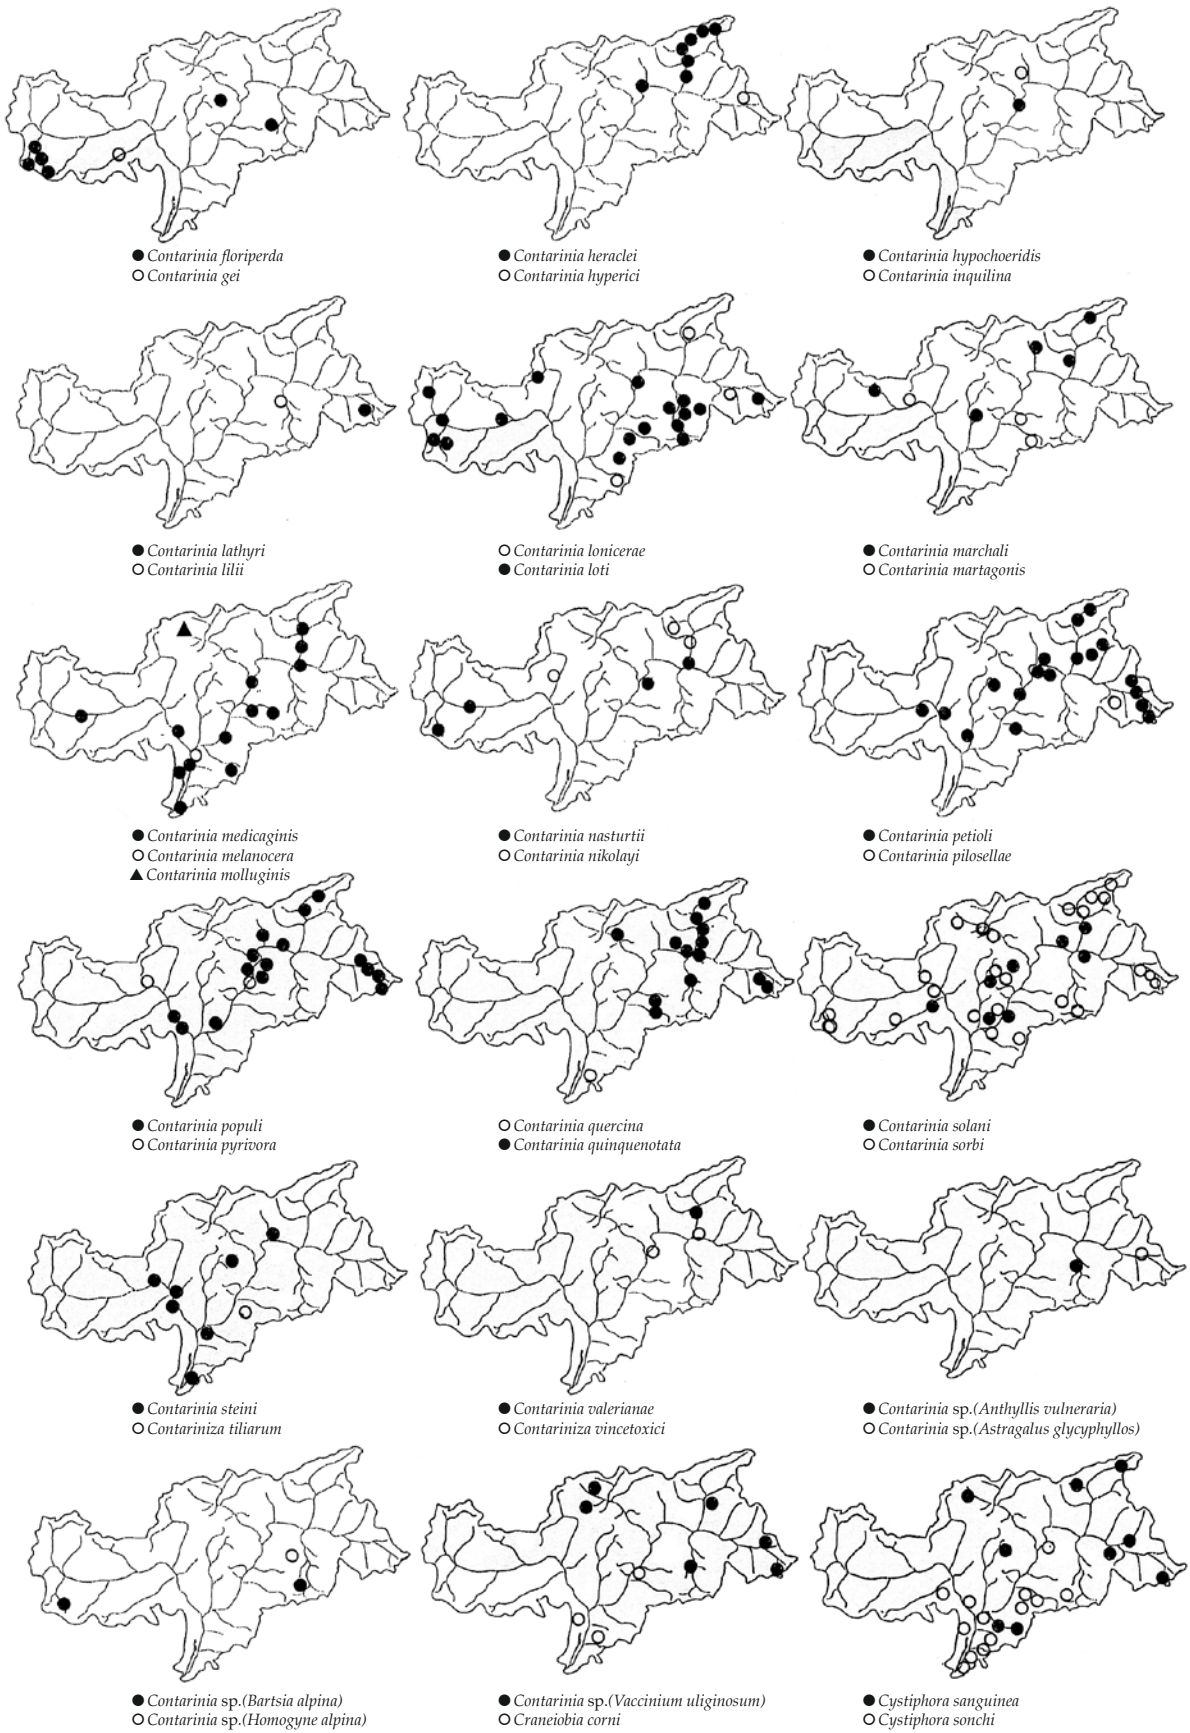 ● Contarinia floriperda
○ Contarinia gei
● Contarinia heraclei
○ Contarinia hyperici
● Contarinia hypochoeridis
○ Contarinia inquilina
● Contarinia lathyri
○ Contarinia lilii
○ Contarinia lonicerae
● Contarinia loti
● Contarinia marchali
○ Contarinia martagonis
● Contarinia medicaginis
○ Contarinia melanocera
▲ Contarinia molluginis
● Contarinia nasturtii
○ Contarinia nikolayi
● Contarinia petioli
○ Contarinia pilosellae
● Contarinia populi
○ Contarinia pyrivora
○ Contarinia quercina
● Contarinia quinquenotata
● Contarinia solani
○ Contarinia sorbi
● Contarinia steini
○ Contariniza tiliarum
● Contarinia valerianae
○ Contariniza vincetoxici
● Contarinia sp.(Anthyllis vulneraria)
○ Contarinia sp.(Astragalus glycyphyllos)
● Contarinia sp.(Bartsia alpina)
○ Contarinia sp.(Homogyne alpina)
● Contarinia sp.(Vaccinium uliginosum)
○ Craneiobia corni
● Cystiphora sanguinea
○ Cystiphora sonchi